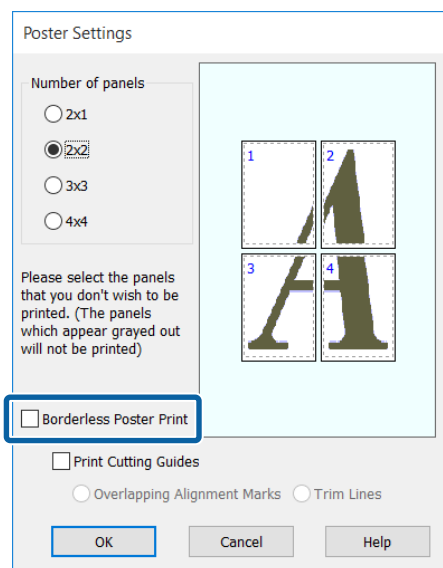 Poster Settings
Number of panels
2x1
2x2
3x3
4x4
1
2
3
4
Please select the panels
that you don't wish to be
printed. (The panels
which appear grayed out
will not be printed)
Borderless Poster Print
Print Cutting Guides
Overlapping Alignment Marks
Trim Lines
OK
Cancel
Help